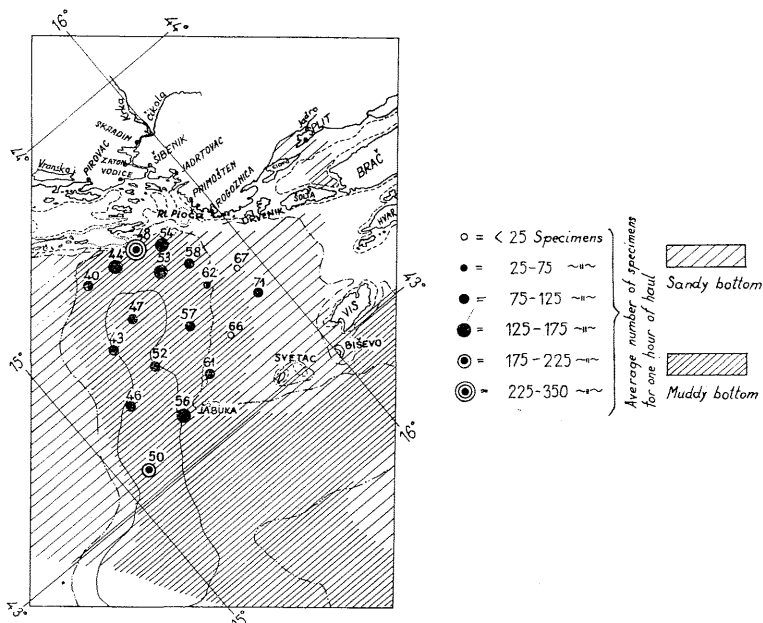 16°
44°
Krka
Čikola
SKRADIN
ŠIBENIK
VADRTOVAC
PRIMOŠTEN
ROGOZNICA
Jadro
SPLIT
Vranska
PIROVAC
ZATON
VODICE
Rt Ploča
DRVENIK
ŠOLTA
BRAČ
HVAR
VIS
BIŠEVO
SVETAC
JABUKA
48
54
44
53
58
67
40
62
71
47
57
66
43
52
61
46
56
50
43°
15°
16°
43°
15°
= < 25 Specimens
= 25-75 ~"~
= 75-125 ~"~
= 125-175 ~"~
= 175-225 ~"~
= 225-350 ~"~
Average number of specimens
for one hour of haul
Sandy bottom
Muddy bottom